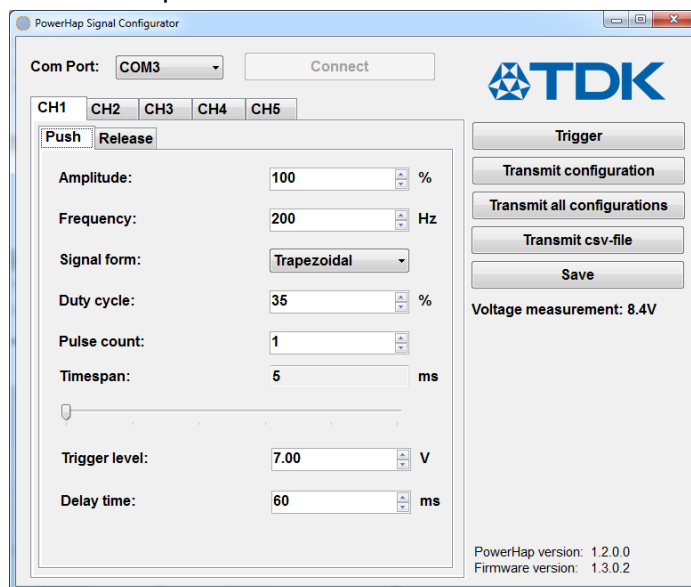 PowerHap Signal Configurator
Com Port: COM3 Connect
TDK
CH1 CH2 CH3 CH4 CH5
Push Release
Amplitude: 100 %
Frequency: 200 Hz
Signal form: Trapezoidal
Duty cycle: 35 %
Pulse count: 1
Timespan: 5 ms
Trigger level: 7.00 V
Delay time: 60 ms
Trigger
Transmit configuration
Transmit all configurations
Transmit csv-file
Save
Voltage measurement: 8.4V
PowerHap version: 1.2.0.0
Firmware version: 1.3.0.2